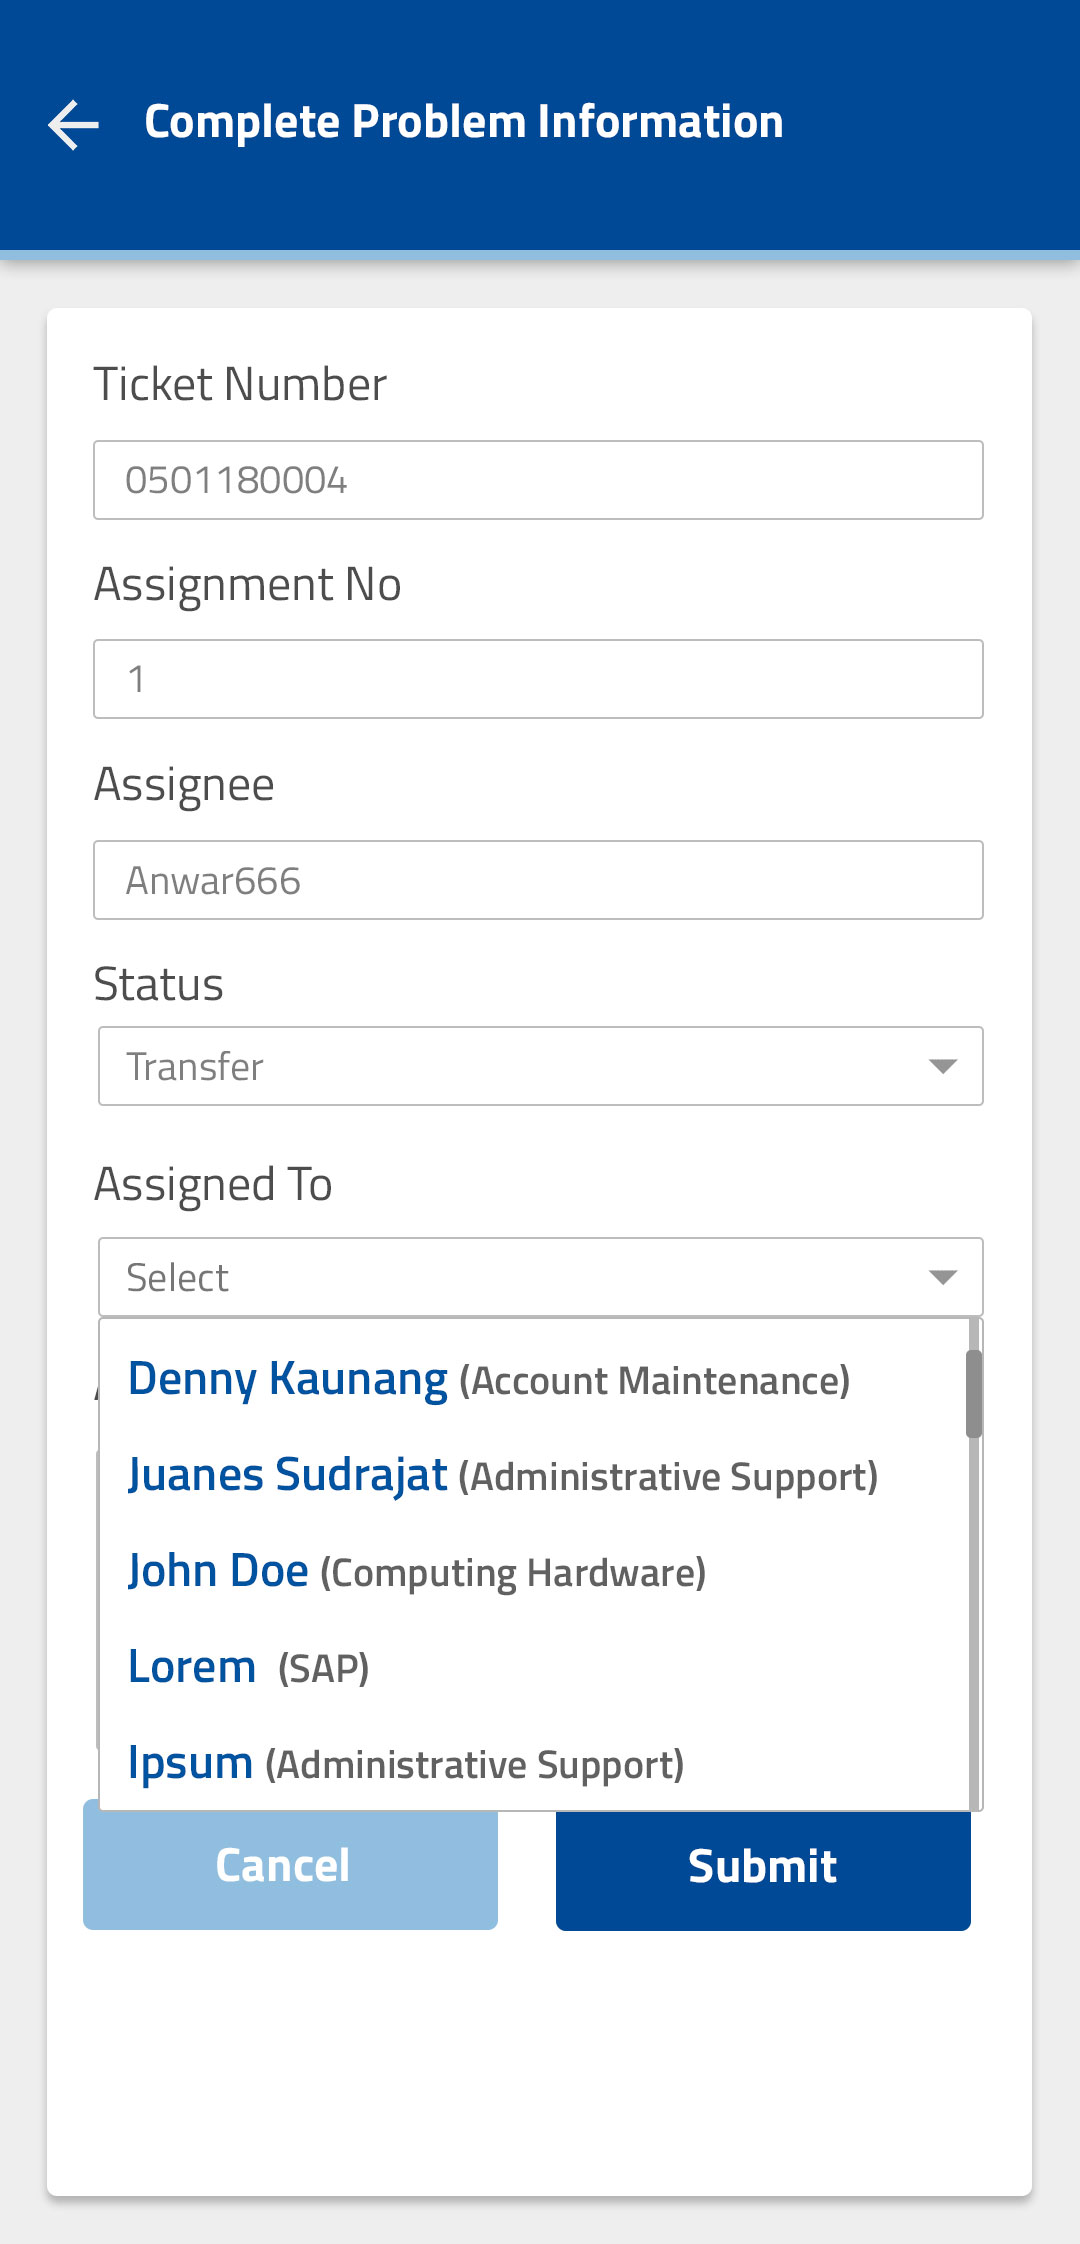 Complete Problem Information
Ticket Number
0501180004
Assignment No
1
Assignee
Anwar666
Status
Transfer
Assigned To
Select
Denny Kaunang (Account Maintenance)
Juanes Sudrajat (Administrative Support)
John Doe (Computing Hardware)
Lorem (SAP)
Ipsum (Administrative Support)
Cancel
Submit